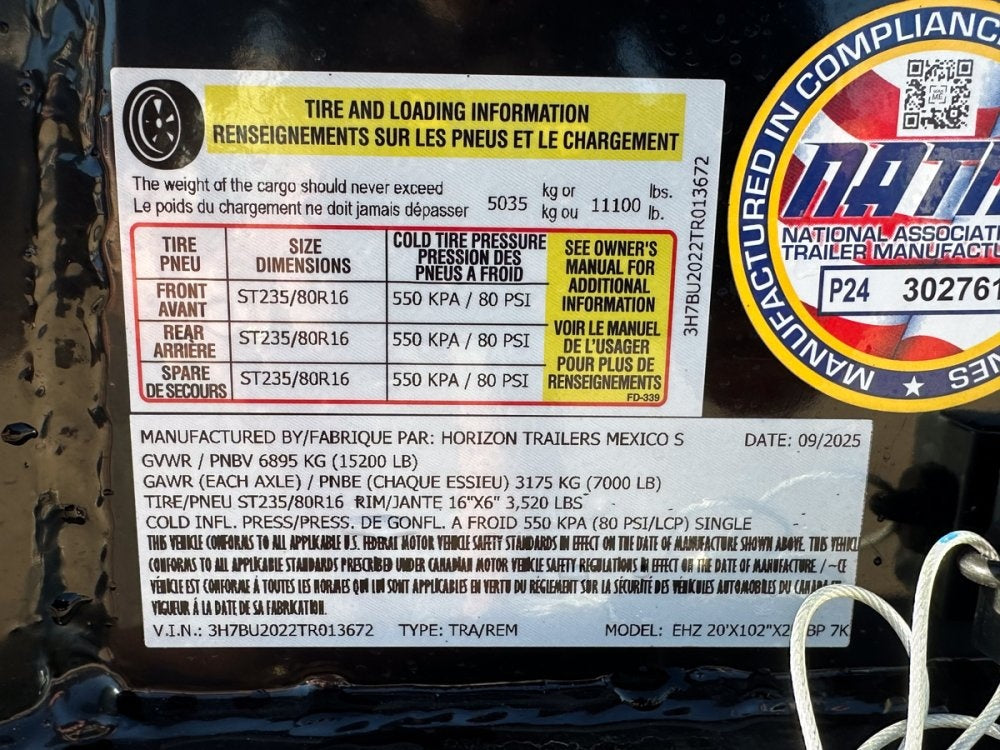 TIRE AND LOADING INFORMATION
RENSEIGNEMENTS SUR LES PNEUS ET LE CHARGEMENT
The weight of the cargo should never exceed 5035 kg or 11100 lbs.
Le poids du chargement ne doit jamais dépasser kg ou lb.
TIRE PNEU
SIZE DIMENSIONS
COLD TIRE PRESSURE PRESSION DES PNEUS A FROID
FRONT AVANT ST235/80R16 550 KPA / 80 PSI
REAR ARRIÈRE ST235/80R16 550 KPA / 80 PSI
SPARE DE SECOURS ST235/80R16 550 KPA / 80 PSI
SEE OWNER'S
MANUAL FOR
ADDITIONAL
INFORMATION
VOIR LE MANUEL
DE L'USAGER
POUR PLUS DE
RENSEIGNEMENTS
FD-339
3H7BU2022TR013672
MANUFACTURED BY/FABRIQUE PAR: HORIZON TRAILERS MEXICO S DATE: 09/2025
GVWR / PNBV 6895 KG (15200 LB)
GAWR (EACH AXLE) / PNBE (CHAQUE ESSIEU) 3175 KG (7000 LB)
TIRE/PNEU ST235/80R16 RIM/JANTE 16"X6" 3,520 LBS
COLD INFL. PRESS/PRESS. DE GONFL. A FROID 550 KPA (80 PSI/LCP) SINGLE
THIS VEHICLE CONFORMS TO ALL APPLICABLE U.S. FEDERAL MOTOR VEHICLE SAFETY STANDARDS IN EFFECT ON THE DATE OF MANUFACTURE SHOWN ABOVE. THIS VEHICL
CONFORMS TO ALL APPLICABLE STANDARDS PRESCRIBED UNDER CANADIAN MOTOR VEHICLE SAFETY REGULATIONS IN EFFECT ON THE DATE OF MANUFACTURE / ~CE
VÉHICULE EST CONFORME À TOUTES LES NORMES QUI LUI SONT APPLICABLES EN VERTU DU RÈGLEMENT SUR LA SÉCURITÉ DES VÉHICULES AUTOMOBILES DU CANADA EN
VIGUEUR À LA DATE DE SA FABRICATION.
V.I.N.: 3H7BU2022TR013672 TYPE: TRA/REM MODEL: EHZ 20'X102"X2 BP 7K
MANUFACTURED IN COMPLIANC
NAT
NATIONAL ASSOCIATI
TRAILER MANUFACTU
P24 302761